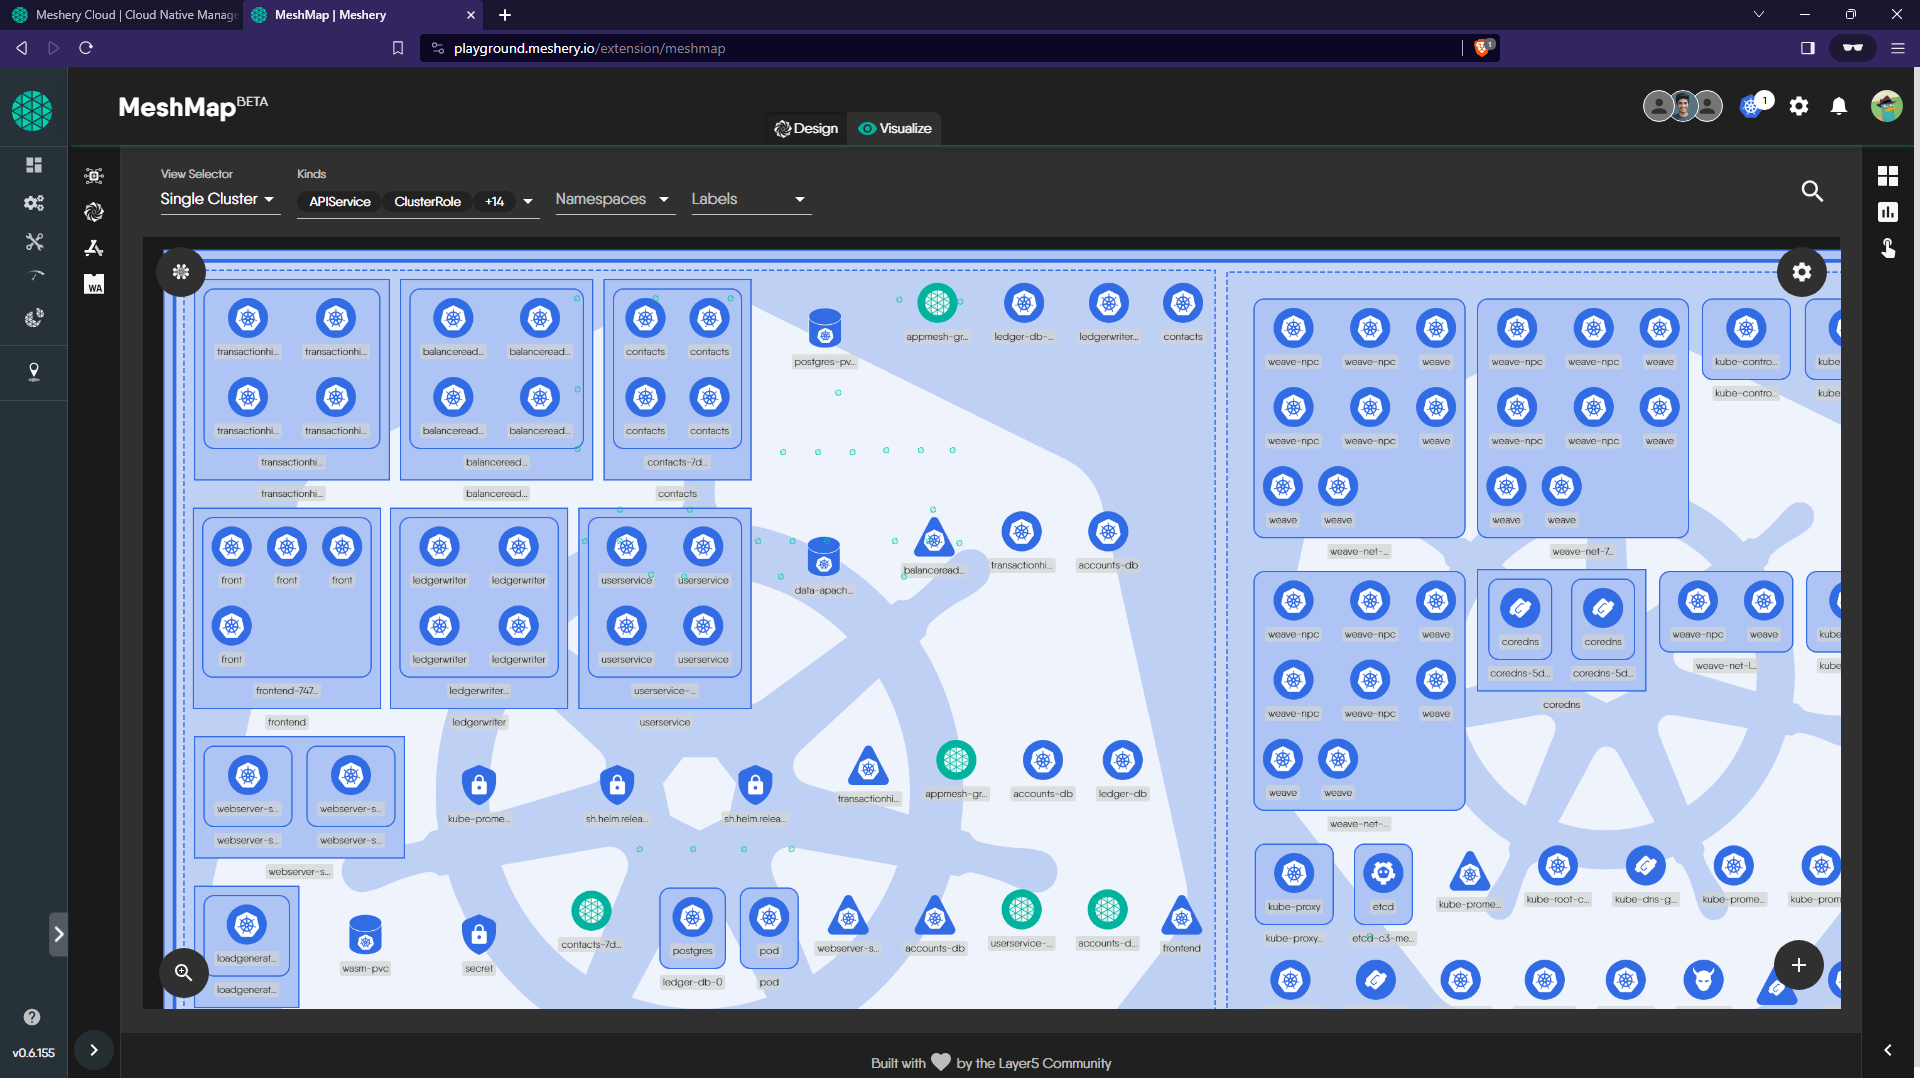 Meshery Cloud | Cloud Native Manage
MeshMap | Meshery
playground.meshery.io/extension/meshmap
1
MeshMap BETA
1
Design
Visualize
View Selector
Kinds
Single Cluster
APIService
ClusterRole
+14
Namespaces
Labels
WA
transactionhi...
transactionhi...
balanceread...
balanceread...
contacts
contacts
postgres-pv...
appmesh-gr...
ledger-db-...
ledgerwriter...
contacts
weave-npc
weave-npc
weave
weave-npc
weave-npc
weave
kube-contro...
kube
transactionhi...
transactionhi...
balanceread...
balanceread...
contacts
contacts
kube-contro...
kube
weave-npc
weave-npc
weave
weave-npc
weave-npc
weave
transactionhi...
balanceread...
contacts-7d...
transactionhi...
balanceread...
contacts
weave
weave
weave
weave
weave-net-...
weave-net-7...
front
front
front
ledgerwriter
ledgerwriter
userservice
userservice
data-apach...
balanceread...
transactionhi...
accounts-db
front
ledgerwriter
ledgerwriter
userservice
userservice
weave-npc
weave-npc
weave
coredns
coredns
weave-npc
weave
kube
coredns-5d...
coredns-5d...
weave-net-l...
kube
frontend-747...
ledgerwriter...
userservice-...
coredns
frontend
ledgerwriter
userservice
weave-npc
weave-npc
weave
weave
weave
weave-net-...
webserver-s...
webserver-s...
webserver-s...
webserver-s...
webserver-s...
kube-prome...
sh.helm.relea...
sh.helm.relea...
transactionhi...
appmesh-gr...
accounts-db
ledger-db
kube-proxy
etcd
kube-prome...
kube-root-c...
kube-dns-g...
kube-prome...
kube-prom
kube-proxy...
etcd-c3-me...
loadgenerat...
loadgenerat...
wasm-pvc
secret
contacts-7d...
postgres
pod
ledger-db-0
pod
webserver-s...
accounts-db
userservice-...
accounts-d...
frontend
v0.6.155
Built with
by the Layer5 Community